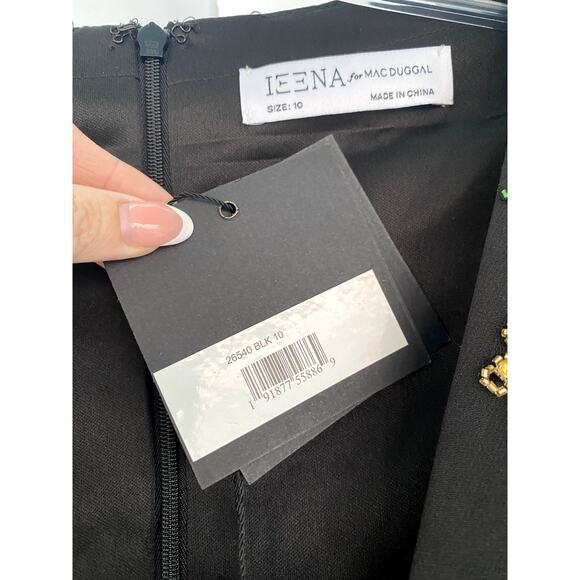 IEENA for MAC DUGGAL
SIZE: 10
MADE IN CHINA
26540 BLK 10
1 91877 55886 9